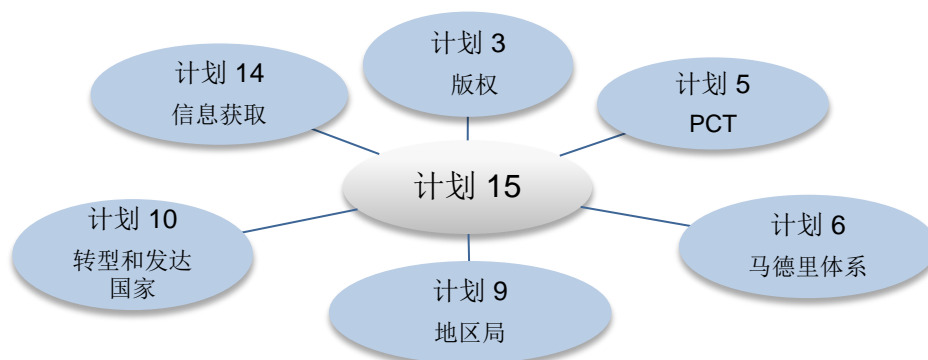 计划 3
版权
计划 14
信息获取
计划 5
PCT
计划 15
计划 10
转型和发达
国家
计划 6
马德里体系
计划 9
地区局